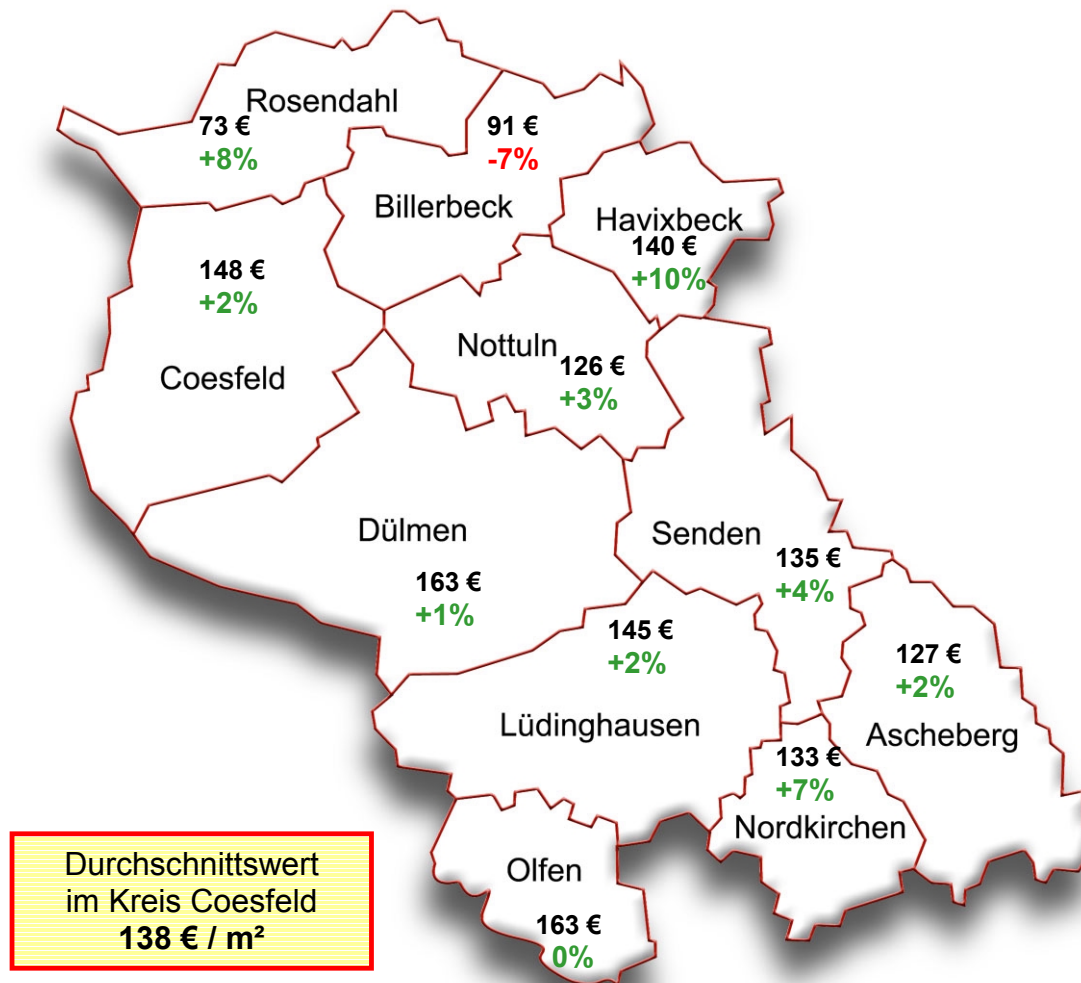 Rosendahl
73 €
+8%
91 €
-7%
Billerbeck
Havixbeck
140 €
+10%
148 €
+2%
Coesfeld
Nottuln
126 €
+3%
Dülmen
163 €
+1%
Senden
135 €
+4%
145 €
+2%
Lüdinghausen
127 €
+2%
Ascheberg
133 €
+7%
Nordkirchen
Olfen
163 €
0%
Durchschnittswert
im Kreis Coesfeld
138 € / m²